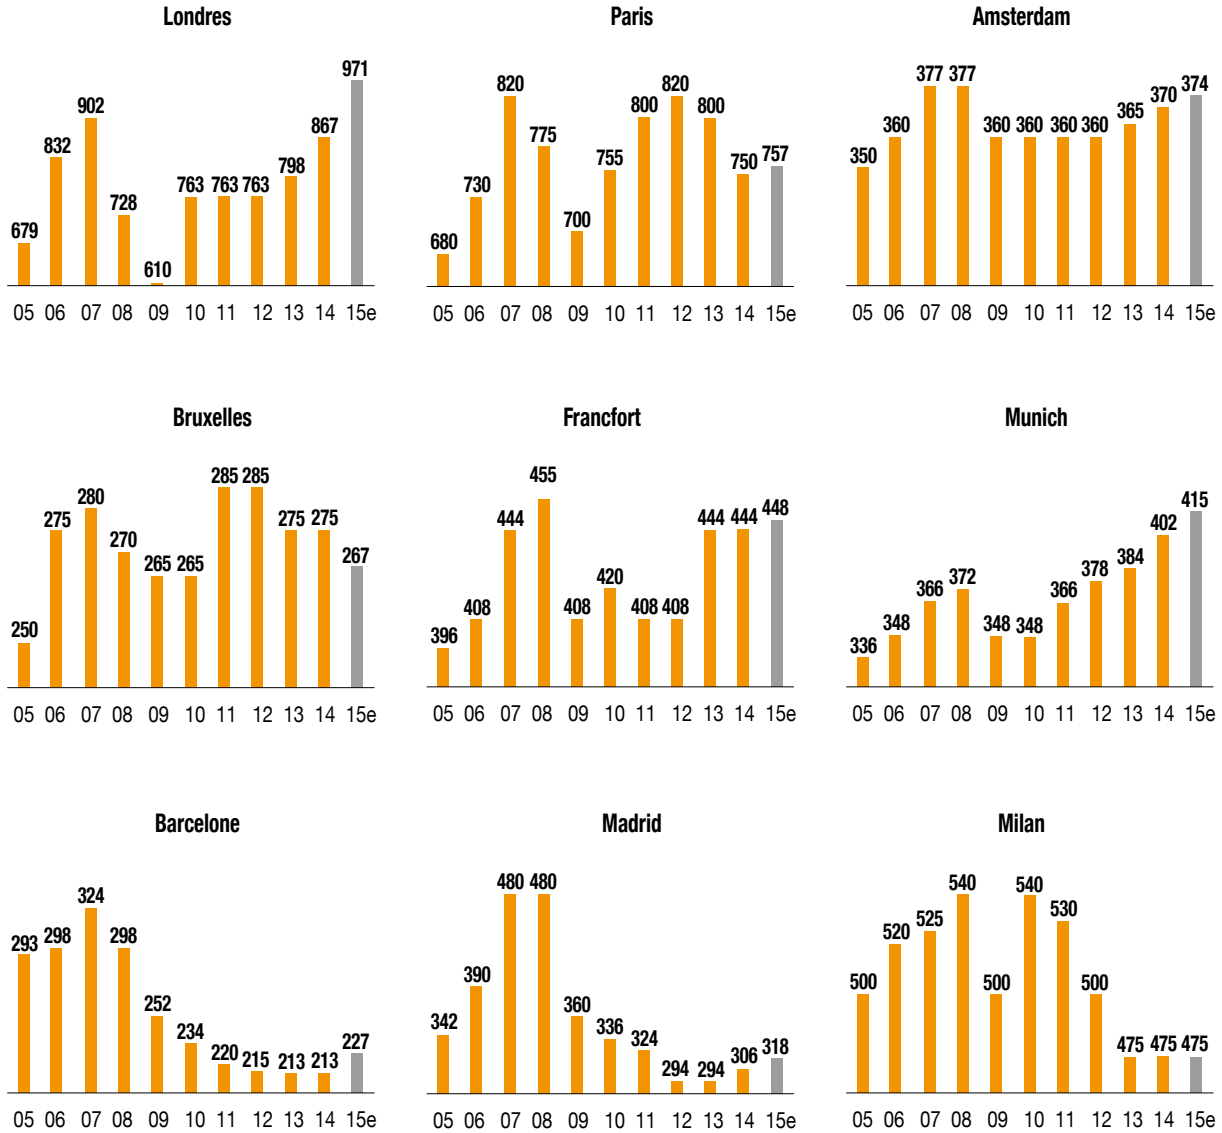 Londres
Paris
Amsterdam
679 832 902 728 610 763 763 763 798 867 971
680 730 820 775 700 755 800 820 800 750 757
350 360 377 377 360 360 360 360 365 370 374
05 06 07 08 09 10 11 12 13 14 15e
05 06 07 08 09 10 11 12 13 14 15e
05 06 07 08 09 10 11 12 13 14 15e
Bruxelles
Francfort
Munich
250 275 280 270 265 265 285 285 275 275 267
396 408 444 455 408 420 408 408 444 444 448
336 348 366 372 348 348 366 378 384 402 415
05 06 07 08 09 10 11 12 13 14 15e
05 06 07 08 09 10 11 12 13 14 15e
05 06 07 08 09 10 11 12 13 14 15e
Barcelone
Madrid
Milan
293 298 324 298 252 234 220 215 213 213 227
342 390 480 480 360 336 324 294 294 306 318
500 520 525 540 500 540 530 500 475 475 475
05 06 07 08 09 10 11 12 13 14 15e
05 06 07 08 09 10 11 12 13 14 15e
05 06 07 08 09 10 11 12 13 14 15e